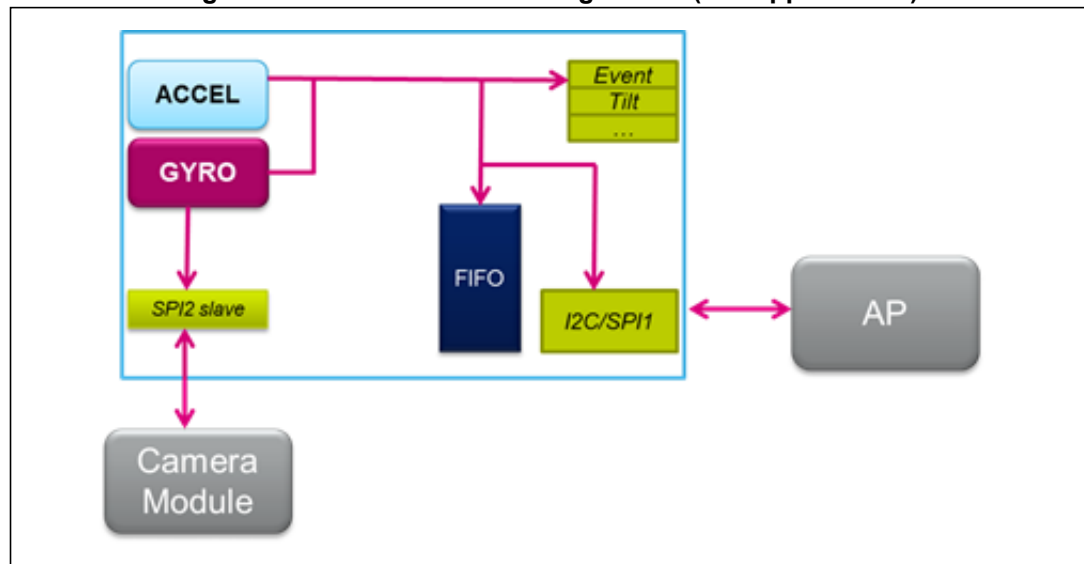 ACCEL
Event
Tilt
...
GYRO
FIFO
SPI2 slave
I2C/SPI1
AP
Camera
Module